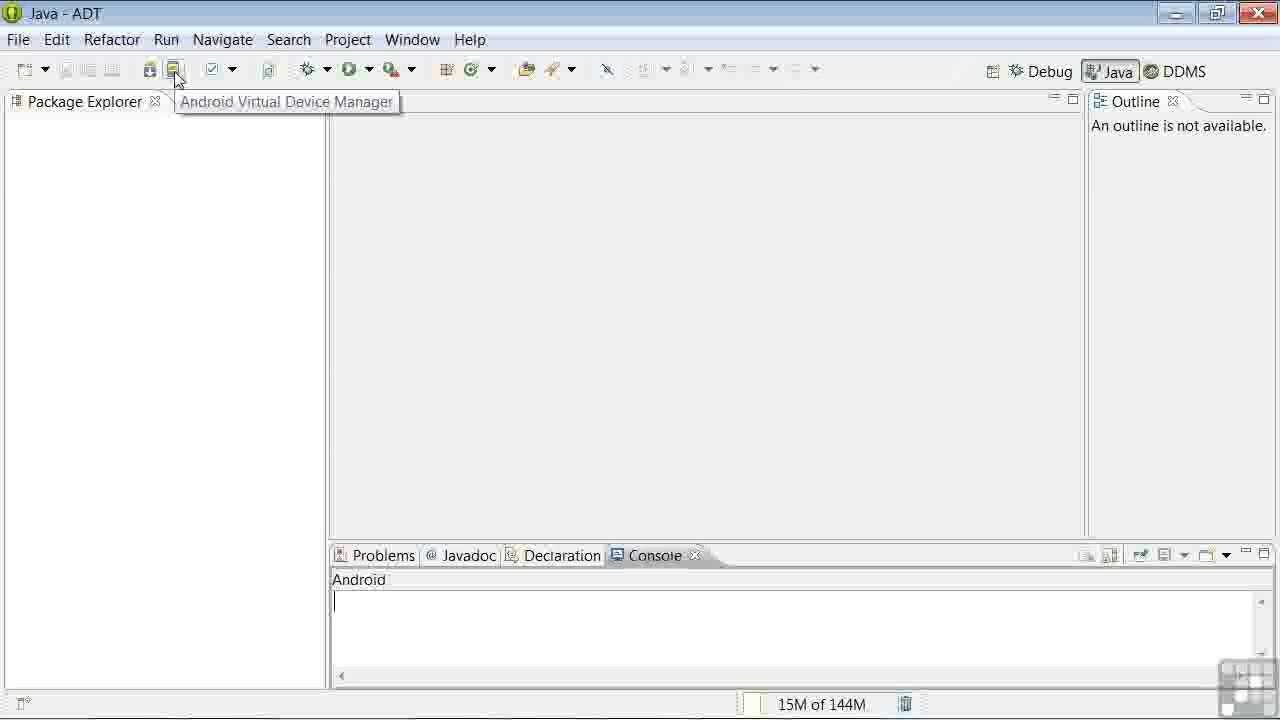 Java - ADT
File Edit Refactor Run Navigate Search Project Window Help
Debug Java DDMS
Package Explorer
Android Virtual Device Manager
Outline
An outline is not available.
Problems @ Javadoc Declaration Console
Android
15M of 144M